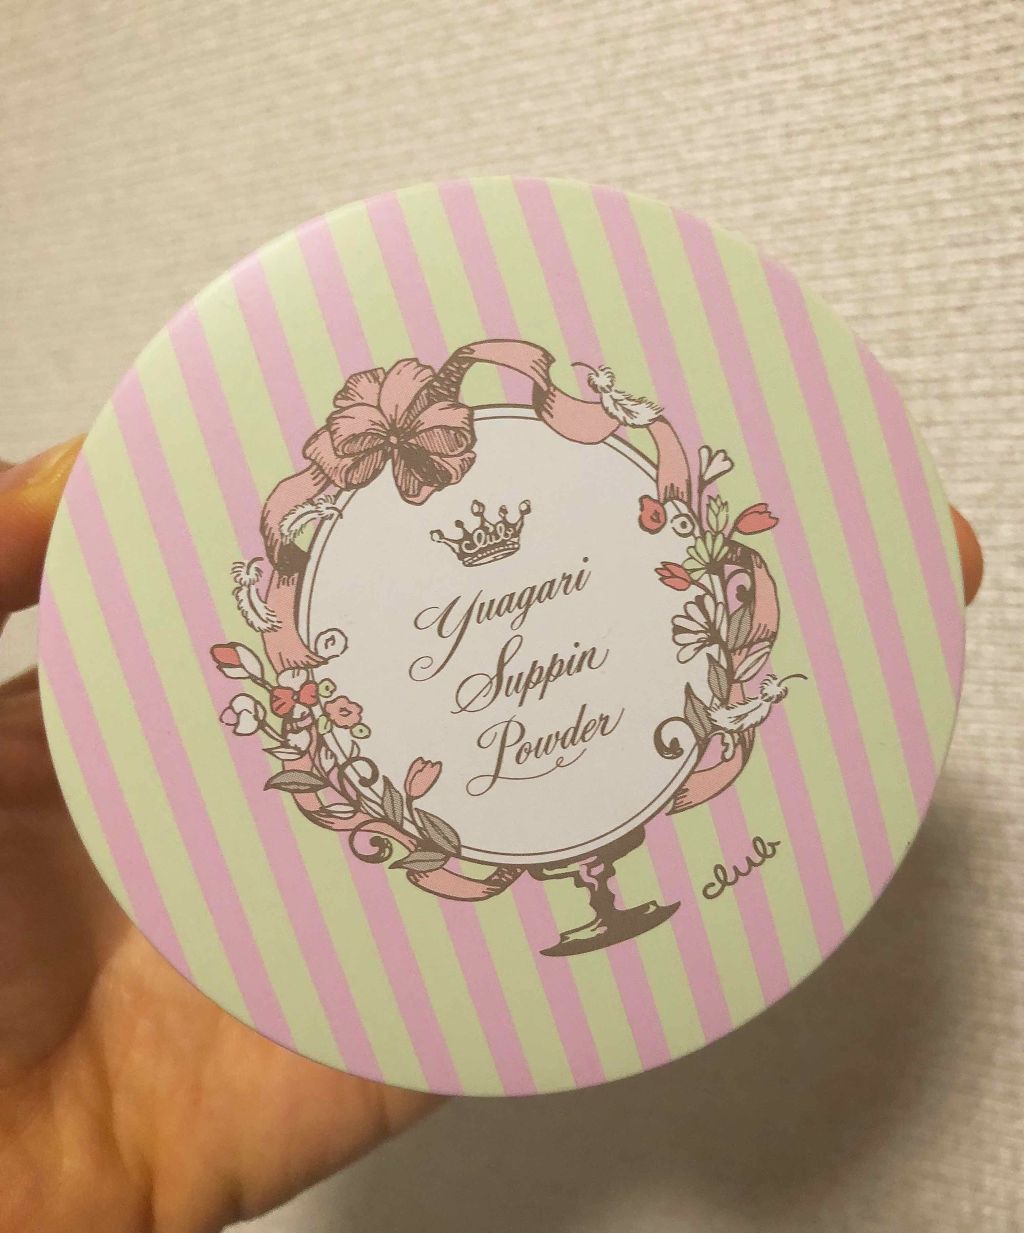 club
Yuagari
Suppin
Powder
club